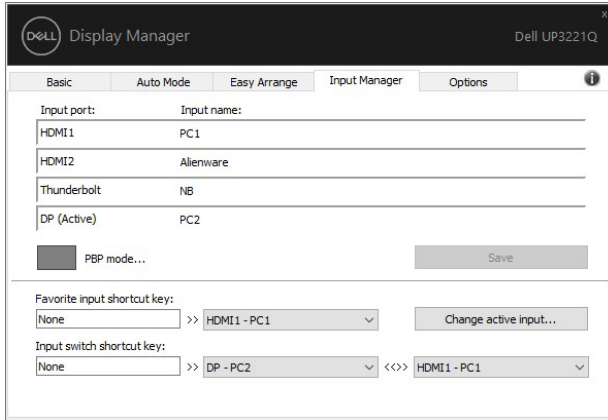 DELL Display Manager Dell UP3221Q
Basic Auto Mode Easy Arrange Input Manager Options
Input port: Input name:
HDMI1 PC1
HDMI2 Alienware
Thunderbolt NB
DP (Active) PC2
PBP mode... Save
Favorite input shortcut key:
None >> HDMI1 - PC1 Change active input...
Input switch shortcut key:
None >> DP - PC2 <<>> HDMI1 - PC1